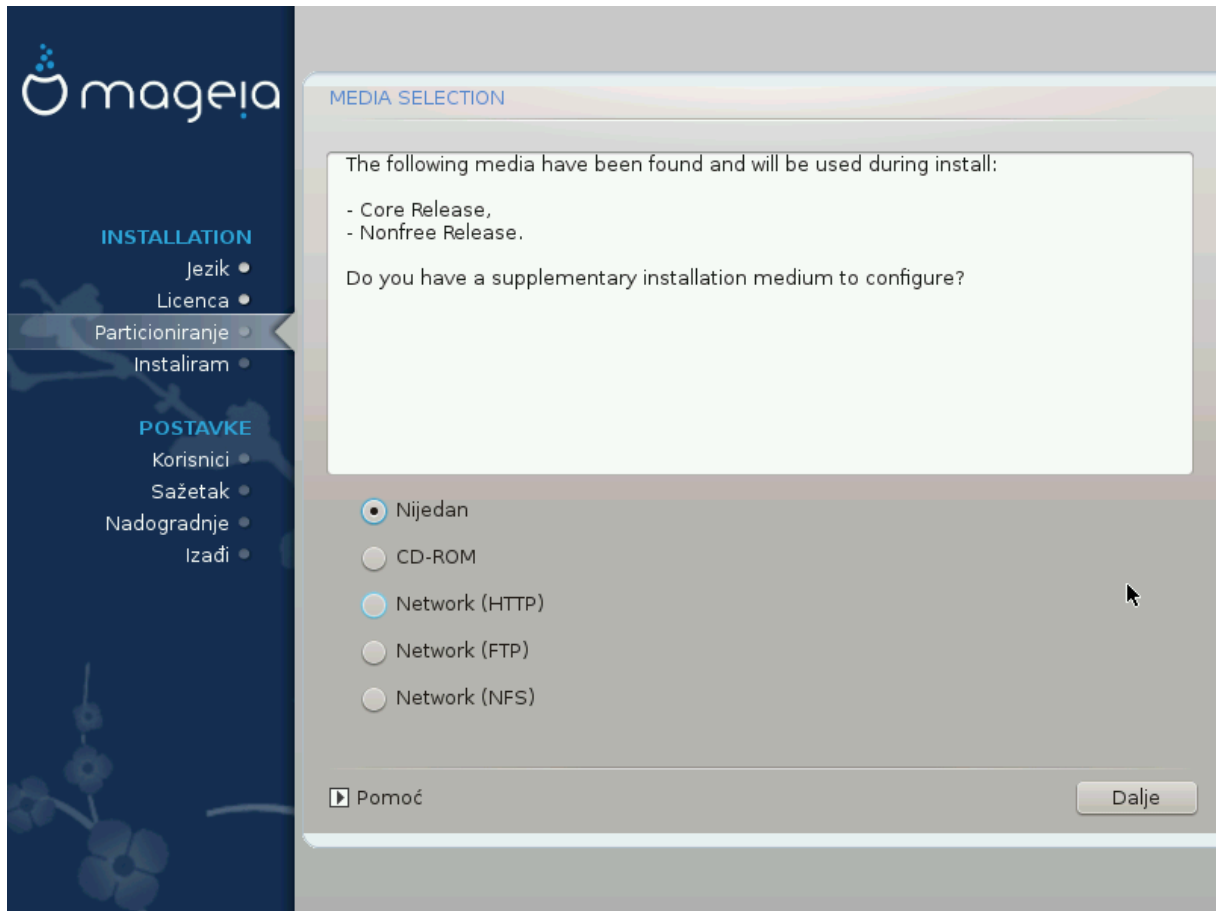 mageia
INSTALLATION
Jezik
Licenca
Particioniranje
Instaliram
POSTAVKE
Korisnici
Sažetak
Nadogradnje
Izađi
MEDIA SELECTION
The following media have been found and will be used during install:
- Core Release,
- Nonfree Release.
Do you have a supplementary installation medium to configure?
Nijedan
CD-ROM
Network (HTTP)
Network (FTP)
Network (NFS)
Pomoć
Dalje